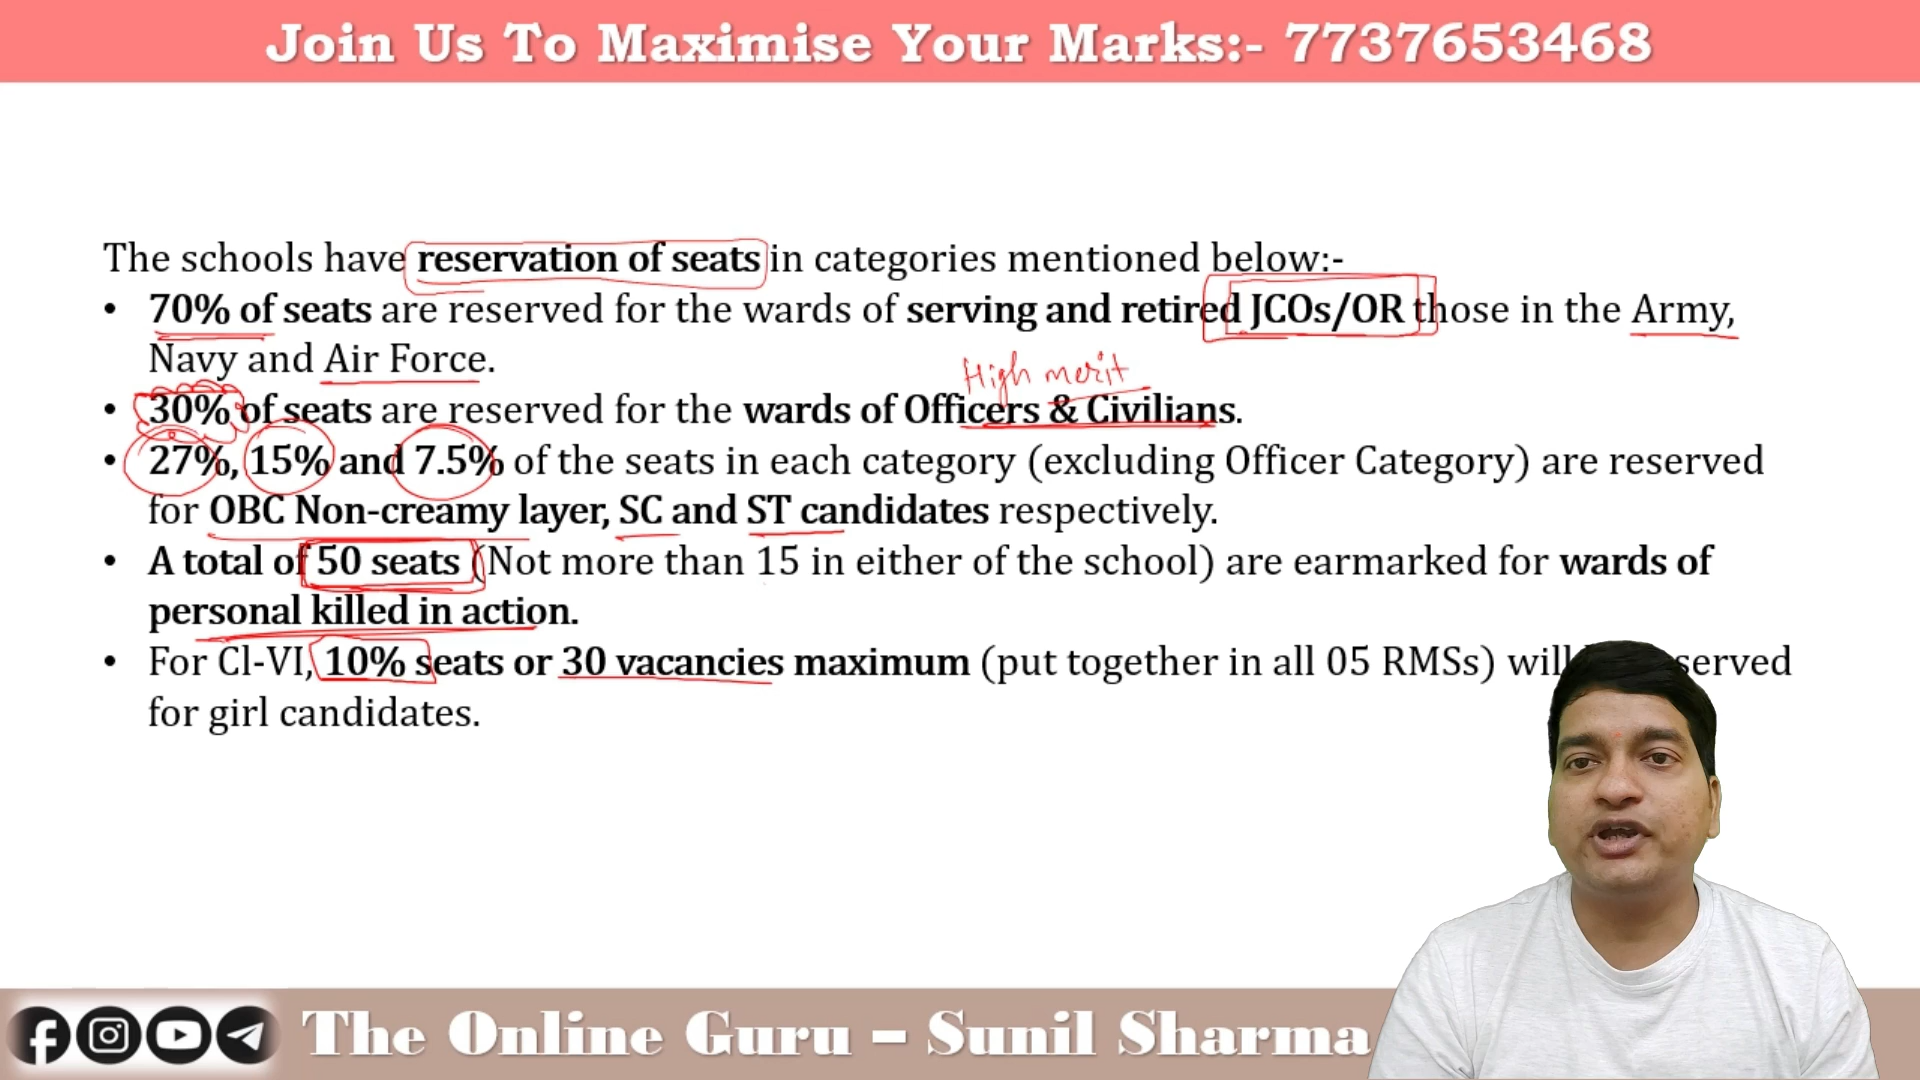 Join Us To Maximise Your Marks:- 7737653468
The schools have reservation of seats in categories mentioned below:-
• 70% of seats are reserved for the wards of serving and retired JCOs/OR those in the Army,
Navy and Air Force.
High merit
• 30% of seats are reserved for the wards of Officers & Civilians.
• 27%, 15% and 7.5% of the seats in each category (excluding Officer Category) are reserved
for OBC Non-creamy layer, SC and ST candidates respectively.
• A total of 50 seats (Not more than 15 in either of the school) are earmarked for wards of
personal killed in action.
• For Cl-VI, 10% seats or 30 vacancies maximum (put together in all 05 RMSs)
for girl candidates.
The Online Guru – Sunil Sharma